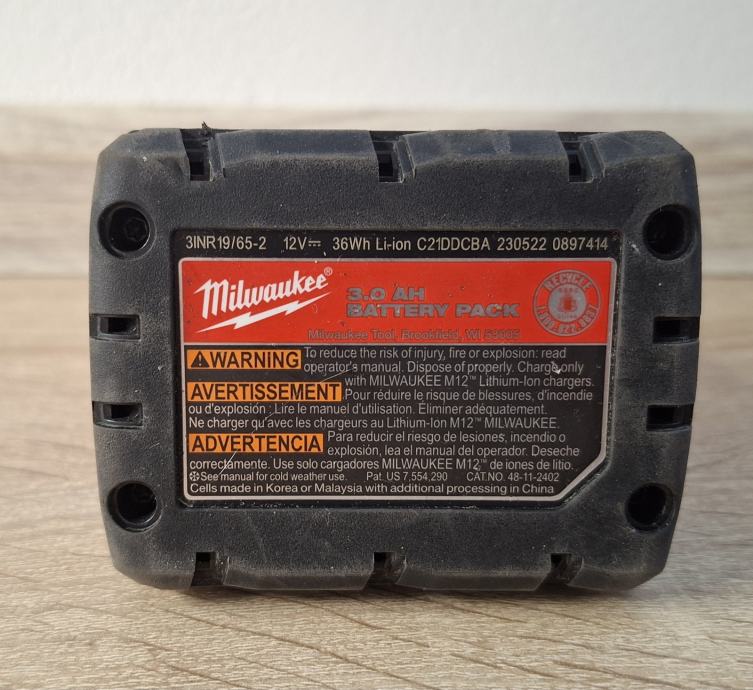 3INR19/65-2 12V⎓ 36Wh Li-ion C21DDCBA 230522 0897414
Milwaukee®
3.0 AH
BATTERY PACK
Milwaukee Tool, Brookfield, WI 53005
RECYCLE
1.800.822.8837
WARNING To reduce the risk of injury, fire or explosion: read
operator's manual. Dispose of properly. Charge only
with MILWAUKEE M12™ Lithium-Ion chargers.
AVERTISSEMENT Pour réduire le risque de blessures, d'incendie
ou d'explosion : Lire le manuel d'utilisation. Éliminer adéquatement.
Ne charger qu'avec les chargeurs au Lithium-Ion M12™ MILWAUKEE.
ADVERTENCIA Para reducir el riesgo de lesiones, incendio o
explosión, lea el manual del operador. Deseche
correctamente. Use solo cargadores MILWAUKEE M12™ de iones de litio.
❄See manual for cold weather use. Pat. US 7,554,290 CAT.NO. 48-11-2402
Cells made in Korea or Malaysia with additional processing in China